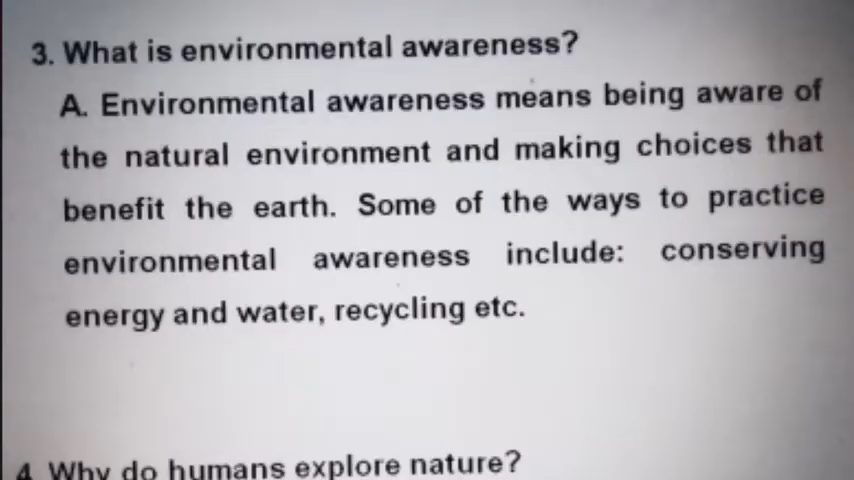 3. What is environmental awareness?
A. Environmental awareness means being aware of
the natural environment and making choices that
benefit the earth. Some of the ways to practice
environmental awareness include: conserving
energy and water, recycling etc.
4. Why do humans explore nature?